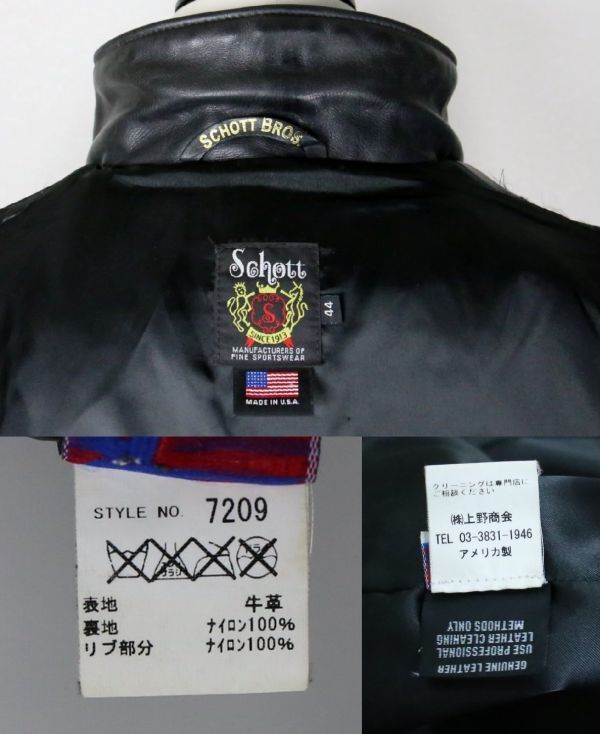 SCHOTT BROS.
Schott
S
SINCE 1913
MANUFACTURERS OF
FINE SPORTSWEAR
44
MADE IN U.S.A.
STYLE NO. 7209
表地 牛革
裏地 ナイロン100%
リブ部分 ナイロン100%
クリーニングは専門店に
ご相談ください
㈱上野商会
TEL 03-3831-1946
アメリカ製
GENUINE LEATHER
USE PROFESSIONAL
LEATHER CLEANING
METHODS ONLY